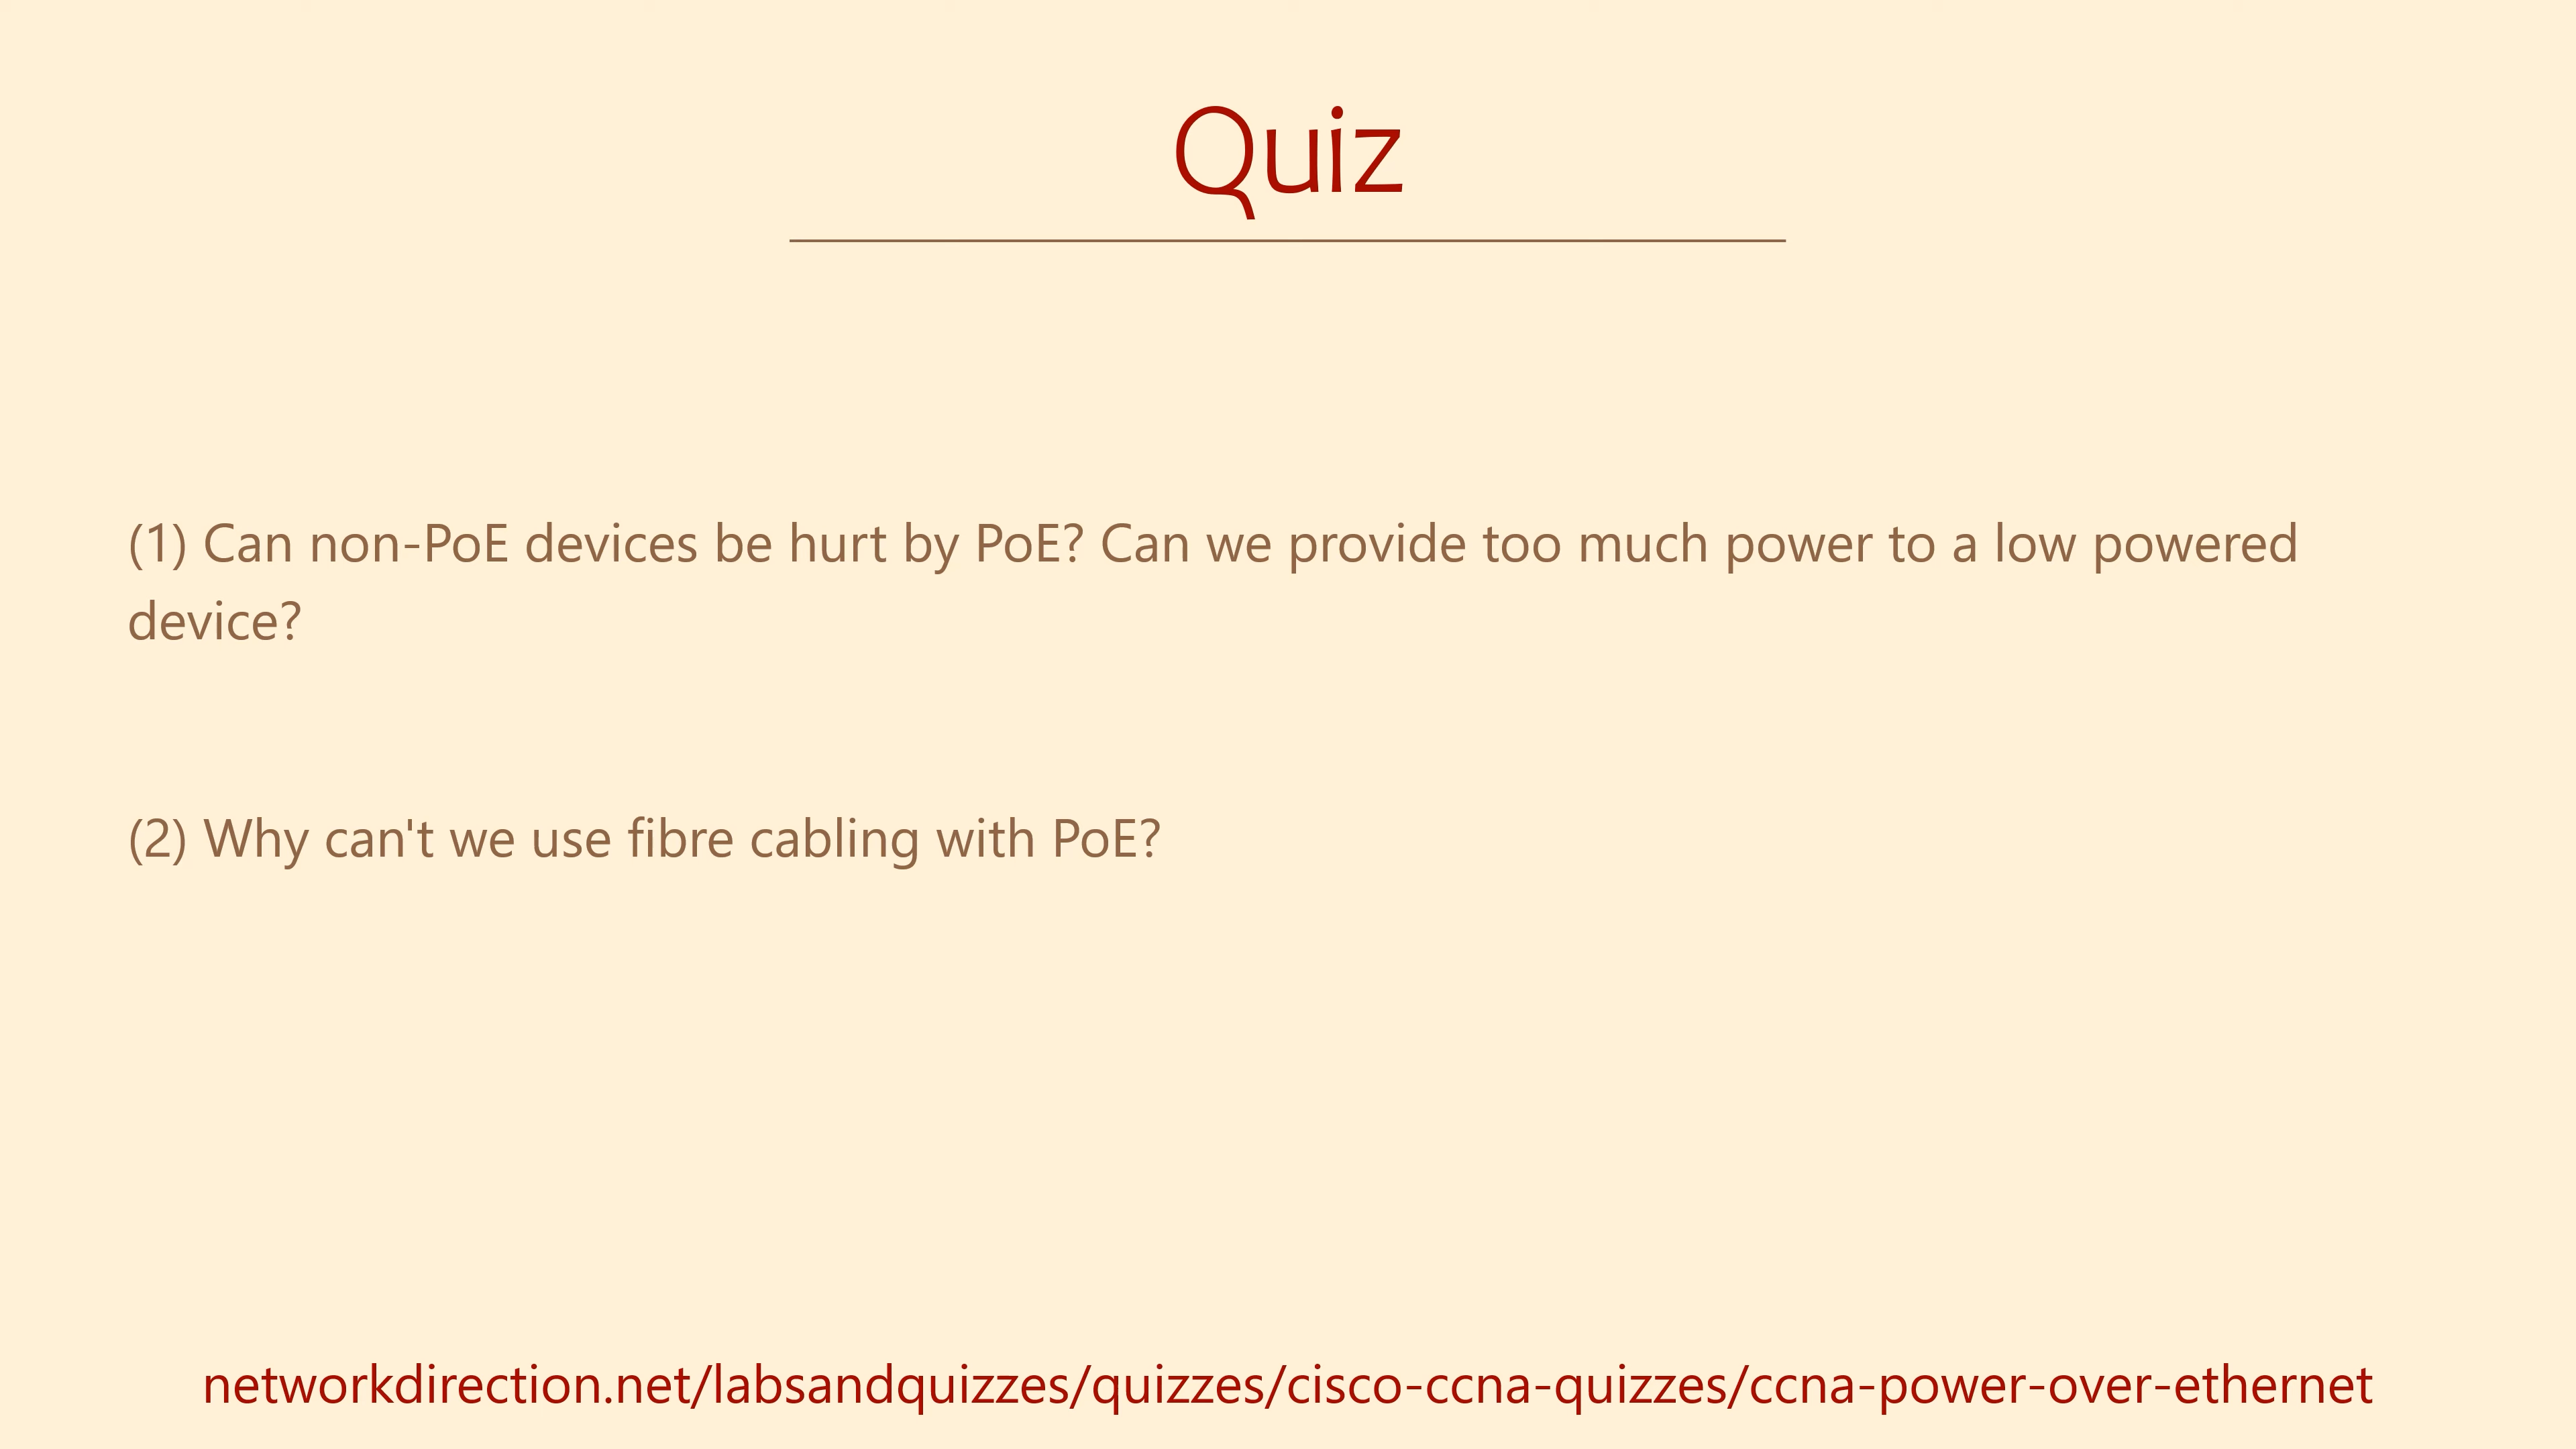 Quiz
(1) Can non-PoE devices be hurt by PoE? Can we provide too much power to a low powered
device?
(2) Why can't we use fibre cabling with PoE?
networkdirection.net/labsandquizzes/quizzes/cisco-ccna-quizzes/ccna-power-over-ethernet